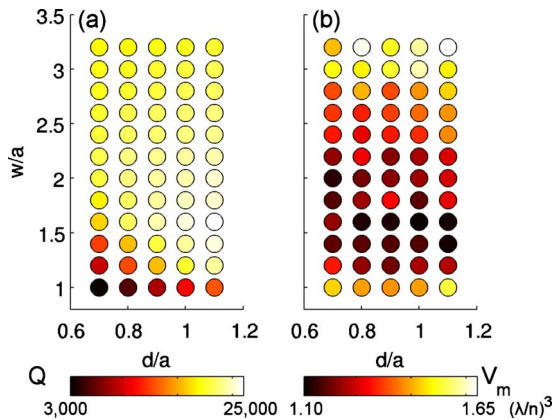 (a) (b)
3.5
3
2.5
2
1.5
1
w/a
0.6 0.8 1 1.2 0.6 0.8 1 1.2
d/a d/a
Q V_m
3,000 25,000 1.10 1.65 (λ/n)³